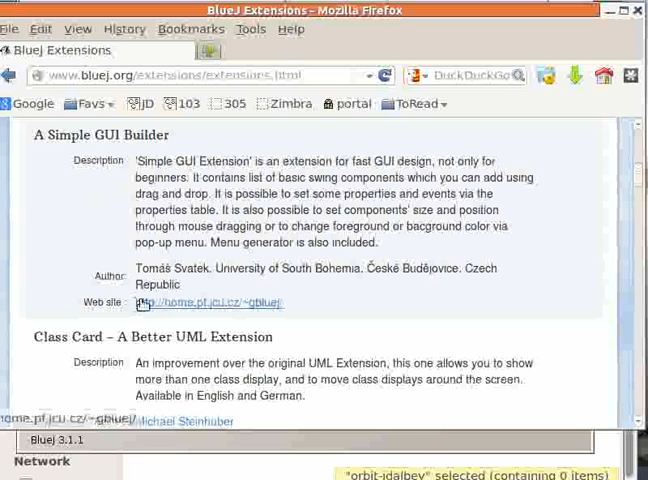 BlueJ Extensions - Mozilla Firefox
File Edit View History Bookmarks Tools Help
BlueJ Extensions
www.bluej.org/extensions/extensions.html DuckDuckGo
Google Favs JD 103 305 Zimbra portal ToRead
A Simple GUI Builder
Description 'Simple GUI Extension' is an extension for fast GUI design, not only for
beginners. It contains list of basic swing components which you can add using
drag and drop. It is possible to set some properties and events via the
properties table. It is also possible to set components' size and position
through mouse dragging or to change foreground or bacground color via
pop-up menu. Menu generator is also included.
Author: Tomáš Svatek. University of South Bohemia. České Budějovice. Czech
Republic
Web site : http://home.pf.jcu.cz/~gbluej
Class Card – A Better UML Extension
Description An improvement over the original UML Extension, this one allows you to show
more than one class display, and to move class displays around the screen.
Available in English and German.
home.pf.jcu.cz/~gbluej/ Michael Steinhuber
BlueJ 3.1.1
Network
"orbit-jdalbey" selected (containing 0 items)